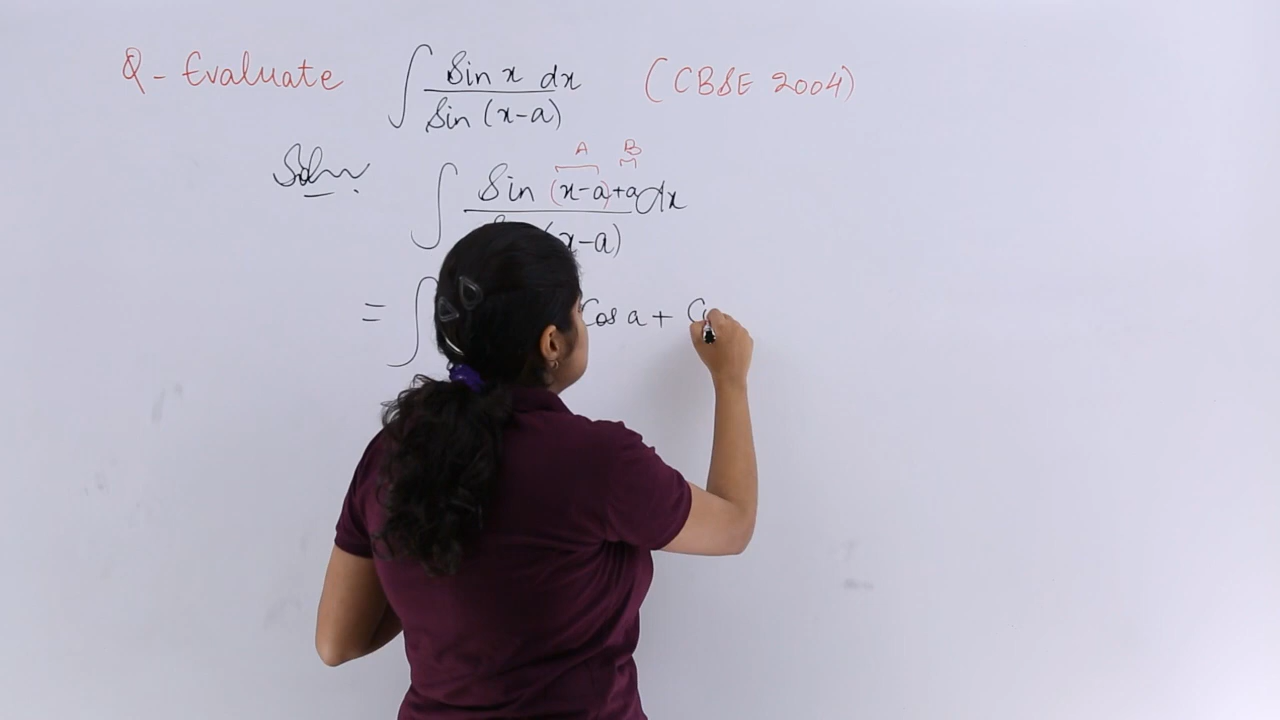 Q - Evaluate ∫ Sin x dx / Sin (x-a) (CBSE 2004)
Soln.
A B
∫ Sin (x-a)+a dx / (x-a)
= ∫ Cos a + C